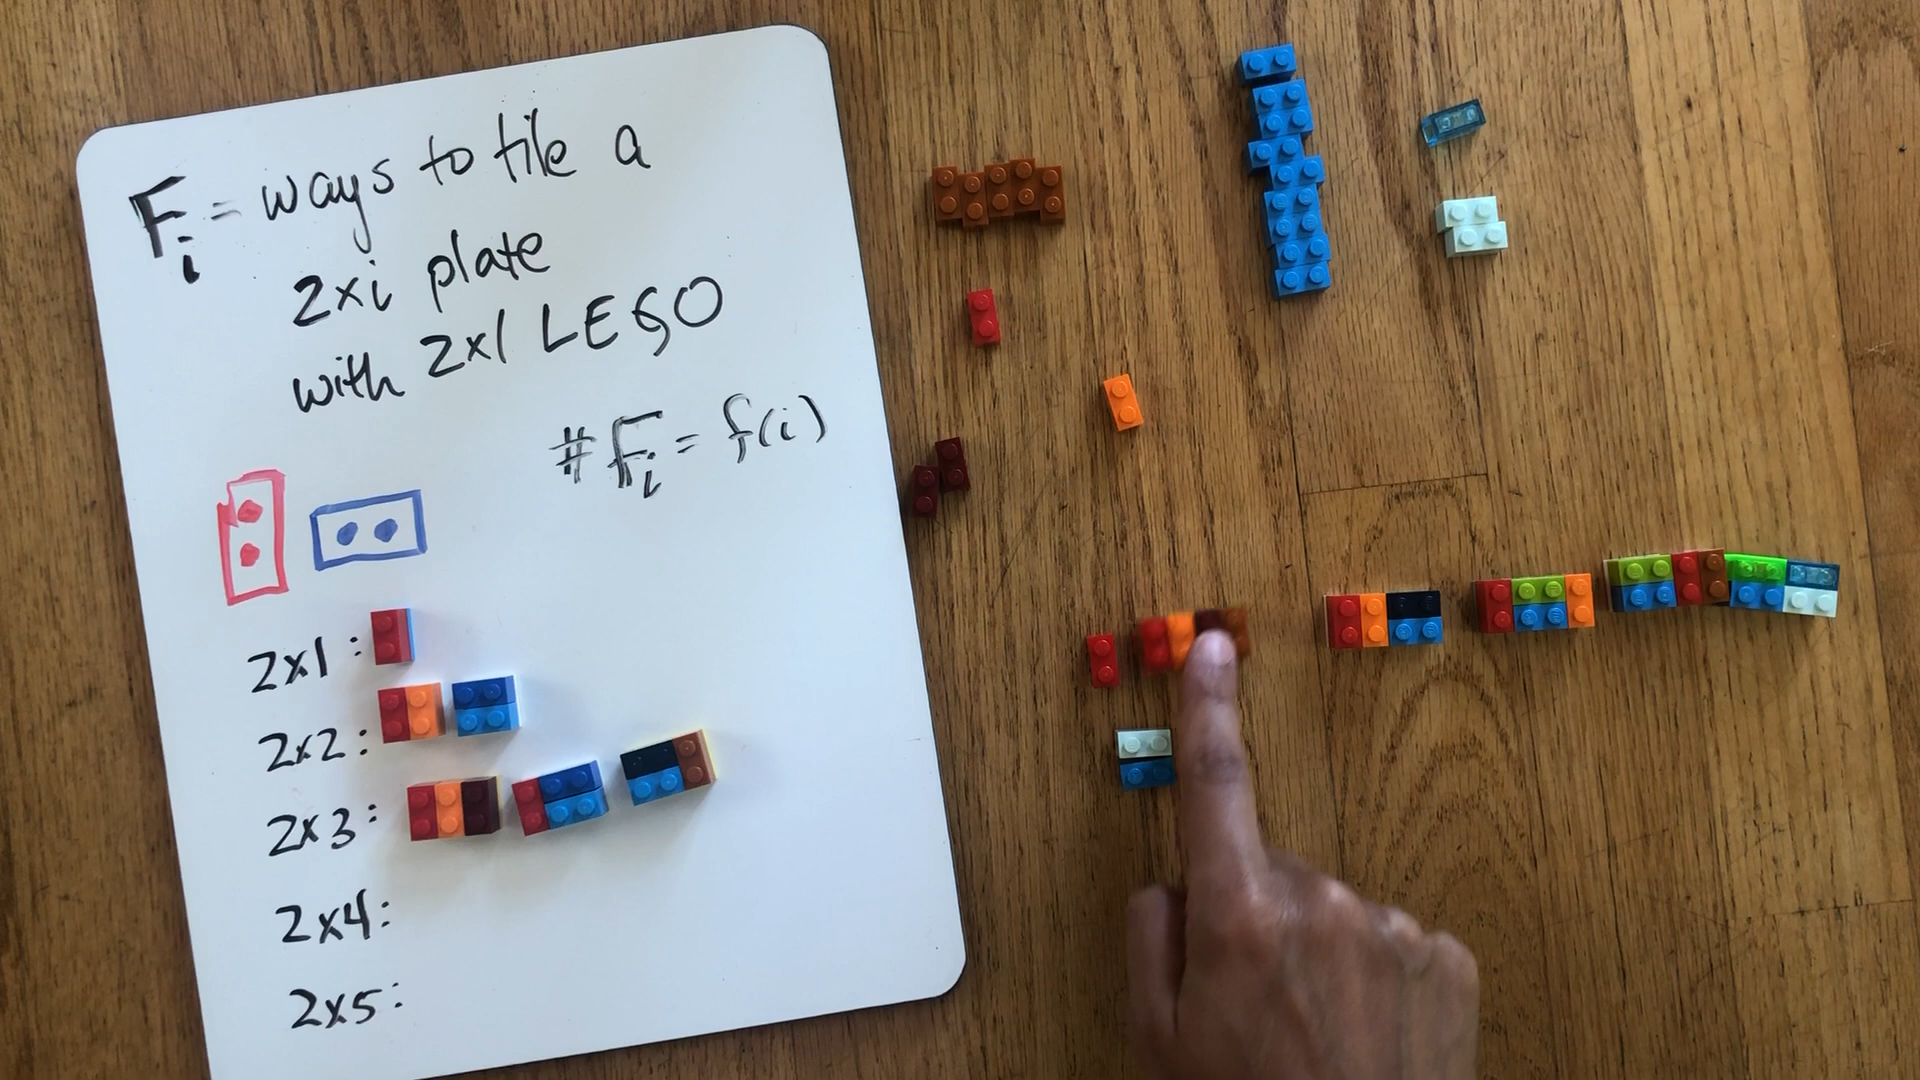 Fi = ways to tile a
2xi plate
with 2x1 LEGO
#Fi = f(i)
2x1:
2x2:
2x3:
2x4:
2x5: